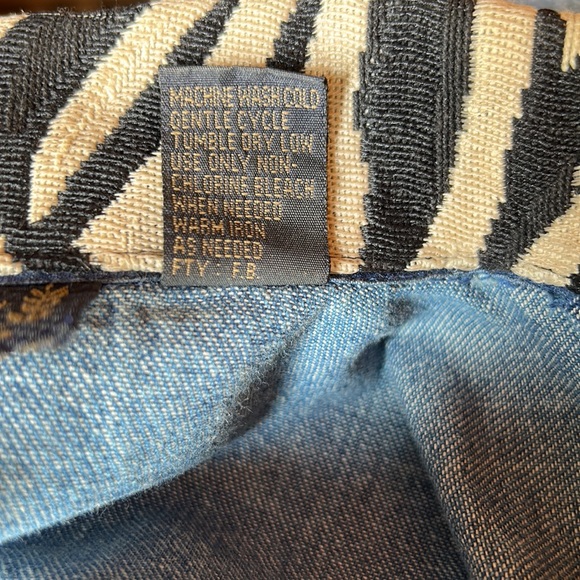 MACHINE WASH COLD
GENTLE CYCLE
TUMBLE DRY LOW
USE ONLY NON-
CHLORINE BLEACH
WHEN NEEDED
WARM IRON
AS NEEDED
FTY: FB